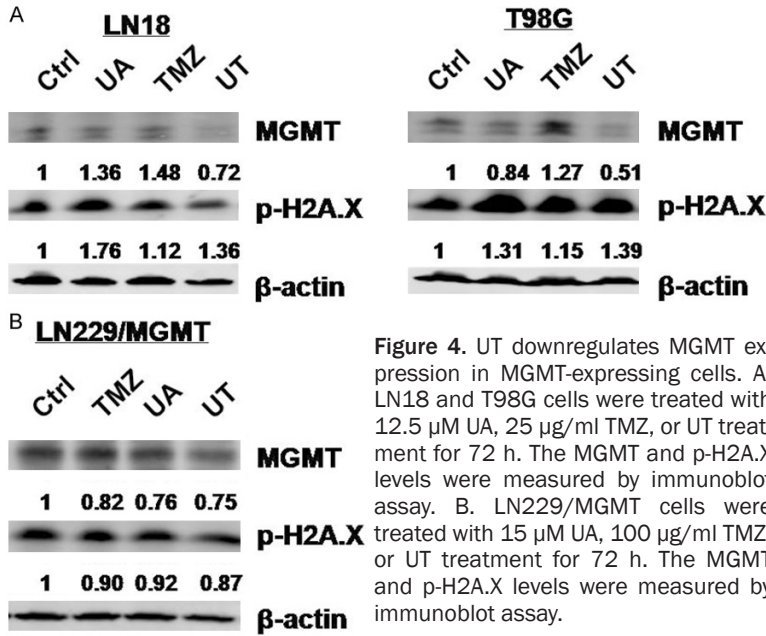 A
LN18
Ctrl UA TMZ UT
MGMT
1 1.36 1.48 0.72
p-H2A.X
1 1.76 1.12 1.36
β-actin
T98G
Ctrl UA TMZ UT
MGMT
1 0.84 1.27 0.51
p-H2A.X
1 1.31 1.15 1.39
β-actin
B
LN229/MGMT
Ctrl TMZ UA UT
MGMT
1 0.82 0.76 0.75
p-H2A.X
1 0.90 0.92 0.87
β-actin
Figure 4. UT downregulates MGMT ex-
pression in MGMT-expressing cells. A.
LN18 and T98G cells were treated with
12.5 μM UA, 25 μg/ml TMZ, or UT treat-
ment for 72 h. The MGMT and p-H2A.X
levels were measured by immunoblot
assay. B. LN229/MGMT cells were
treated with 15 μM UA, 100 μg/ml TMZ,
or UT treatment for 72 h. The MGMT
and p-H2A.X levels were measured by
immunoblot assay.